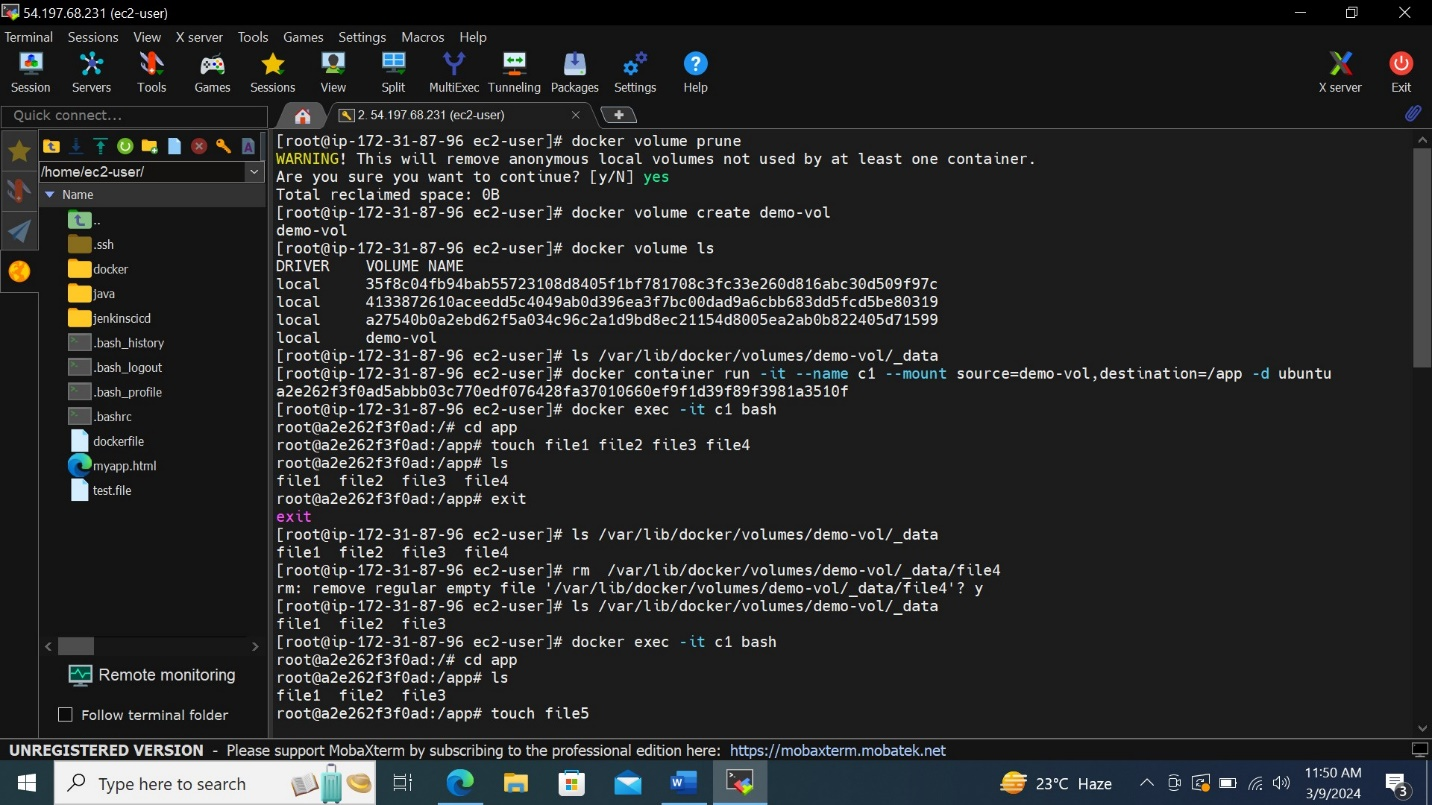 54.197.68.231 (ec2-user)
Terminal Sessions View X server Tools Games Settings Macros Help
Session Servers Tools Games Sessions View Split MultiExec Tunneling Packages Settings Help X server Exit
Quick connect...
2. 54.197.68.231 (ec2-user)
/home/ec2-user/
Name
..
.ssh
docker
java
jenkinscicd
.bash_history
.bash_logout
.bash_profile
.bashrc
dockerfile
myapp.html
test.file
Remote monitoring
Follow terminal folder
[root@ip-172-31-87-96 ec2-user]# docker volume prune
WARNING! This will remove anonymous local volumes not used by at least one container.
Are you sure you want to continue? [y/N] yes
Total reclaimed space: 0B
[root@ip-172-31-87-96 ec2-user]# docker volume create demo-vol
demo-vol
[root@ip-172-31-87-96 ec2-user]# docker volume ls
DRIVER    VOLUME NAME
local     35f8c04fb94bab55723108d8405f1bf781708c3fc33e260d816abc30d509f97c
local     4133872610aceedd5c4049ab0d396ea3f7bc00dad9a6cbb683dd5fcd5be80319
local     a27540b0a2ebd62f5a034c96c2a1d9bd8ec21154d8005ea2ab0b822405d71599
local     demo-vol
[root@ip-172-31-87-96 ec2-user]# ls /var/lib/docker/volumes/demo-vol/_data
[root@ip-172-31-87-96 ec2-user]# docker container run -it --name c1 --mount source=demo-vol,destination=/app -d ubuntu
a2e262f3f0ad5abbb03c770edf076428fa37010660ef9f1d39f89f3981a3510f
[root@ip-172-31-87-96 ec2-user]# docker exec -it c1 bash
root@a2e262f3f0ad:/# cd app
root@a2e262f3f0ad:/app# touch file1 file2 file3 file4
root@a2e262f3f0ad:/app# ls
file1  file2  file3  file4
root@a2e262f3f0ad:/app# exit
exit
[root@ip-172-31-87-96 ec2-user]# ls /var/lib/docker/volumes/demo-vol/_data
file1  file2  file3  file4
[root@ip-172-31-87-96 ec2-user]# rm  /var/lib/docker/volumes/demo-vol/_data/file4
rm: remove regular empty file '/var/lib/docker/volumes/demo-vol/_data/file4'? y
[root@ip-172-31-87-96 ec2-user]# ls /var/lib/docker/volumes/demo-vol/_data
file1  file2  file3
[root@ip-172-31-87-96 ec2-user]# docker exec -it c1 bash
root@a2e262f3f0ad:/# cd app
root@a2e262f3f0ad:/app# ls
file1  file2  file3
root@a2e262f3f0ad:/app# touch file5
UNREGISTERED VERSION - Please support MobaXterm by subscribing to the professional edition here: https://mobaxterm.mobatek.net
Type here to search
23°C Haze
11:50 AM
3/9/2024
3